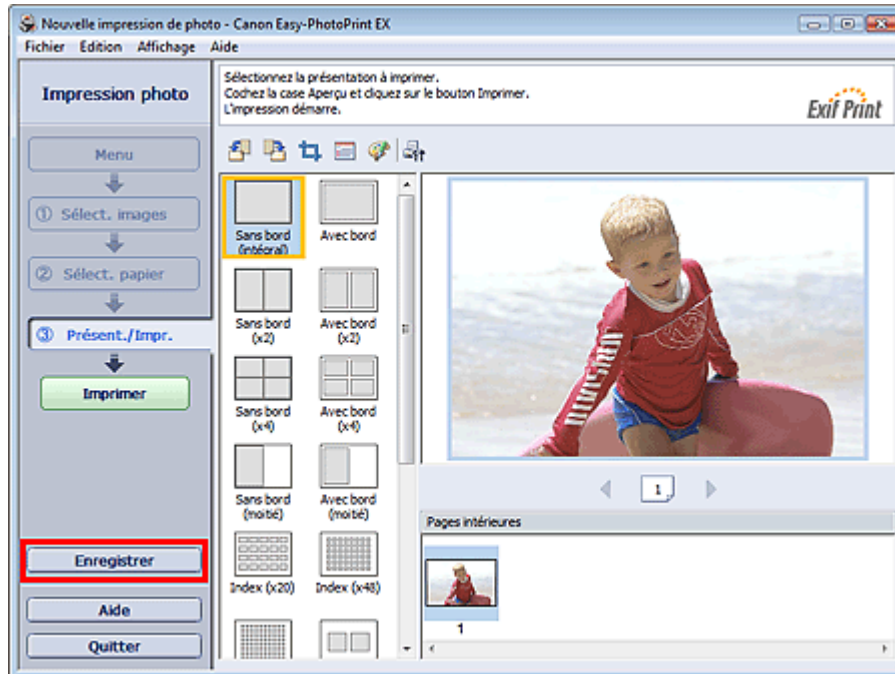 Nouvelle impression de photo - Canon Easy-PhotoPrint EX
Fichier Édition Affichage Aide
Impression photo
Sélectionnez la présentation à imprimer.
Cochez la case Aperçu et cliquez sur le bouton Imprimer.
L'impression démarre.
Exif Print
Menu
① Sélect. images
② Sélect. papier
③ Présent./Impr.
Imprimer
Enregistrer
Aide
Quitter
Sans bord
(intégral)
Avec bord
Sans bord
(x2)
Avec bord
(x2)
Sans bord
(x4)
Avec bord
(x4)
Sans bord
(moitié)
Avec bord
(moitié)
Index (x20)
Index (x48)
1
Pages intérieures
1